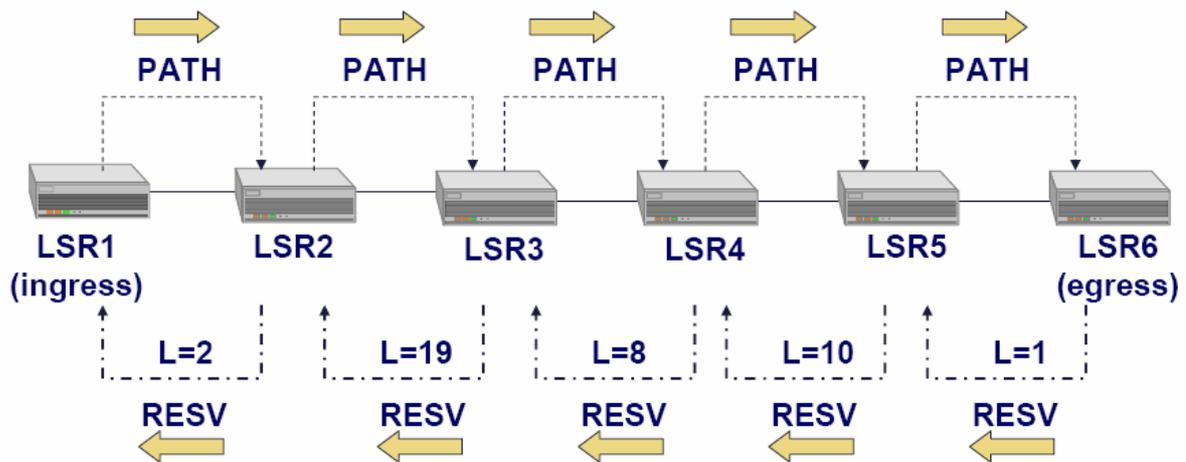 PATH PATH PATH PATH PATH
LSR1 LSR2 LSR3 LSR4 LSR5 LSR6
(ingress) (egress)
L=2 L=19 L=8 L=10 L=1
RESV RESV RESV RESV RESV